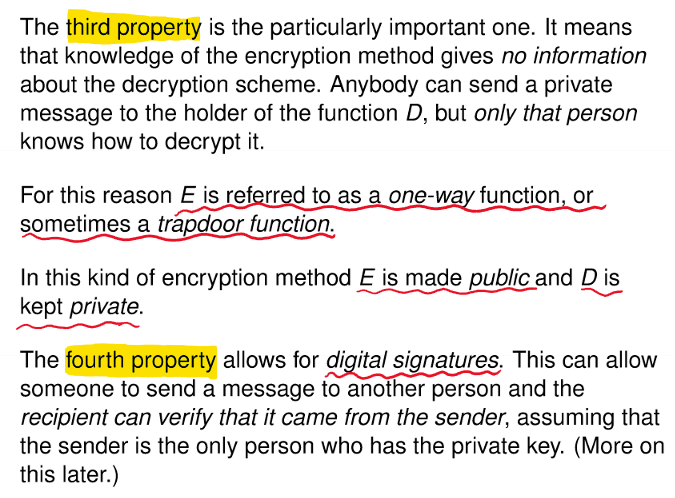 The third property is the particularly important one. It means
that knowledge of the encryption method gives no information
about the decryption scheme. Anybody can send a private
message to the holder of the function D, but only that person
knows how to decrypt it.
For this reason E is referred to as a one-way function, or
sometimes a trapdoor function.
In this kind of encryption method E is made public and D is
kept private.
The fourth property allows for digital signatures. This can allow
someone to send a message to another person and the
recipient can verify that it came from the sender, assuming that
the sender is the only person who has the private key. (More on
this later.)